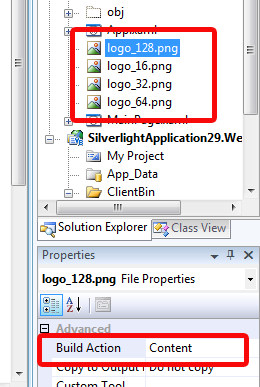 obj
App.xaml
logo_128.png
logo_16.png
logo_32.png
logo_64.png
MainPage.xaml
SilverlightApplication29.We
My Project
App_Data
ClientBin
Solution Explorer
Class View
Properties
logo_128.png File Properties
Advanced
Build Action Content
Copy to Output Do not copy
Custom Tool